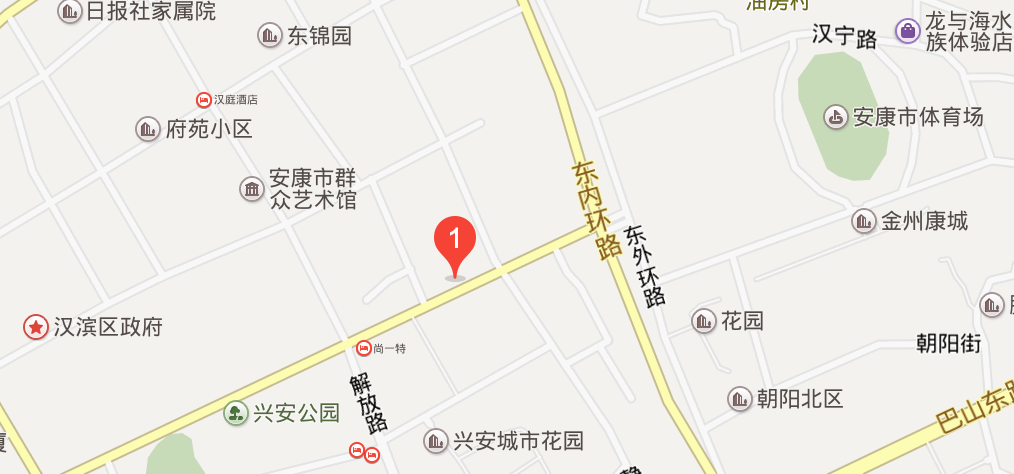 日报社家属院
油房村
龙与海水
族体验店
东锦园
汉宁路
汉庭酒店
府苑小区
安康市体育场
安康市群
众艺术馆
东内环路
金州康城
1
东外环路
汉滨区政府
花园
朝阳街
尚一特
解放路
兴安公园
朝阳北区
巴山东路
兴安城市花园